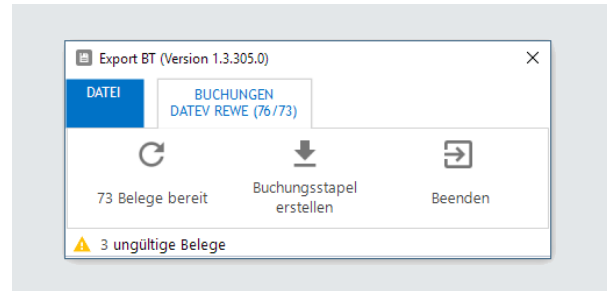 Export BT (Version 1.3.305.0)
DATEI
BUCHUNGEN
DATEV REWE (76/73)
73 Belege bereit
Buchungsstapel
erstellen
Beenden
3 ungültige Belege